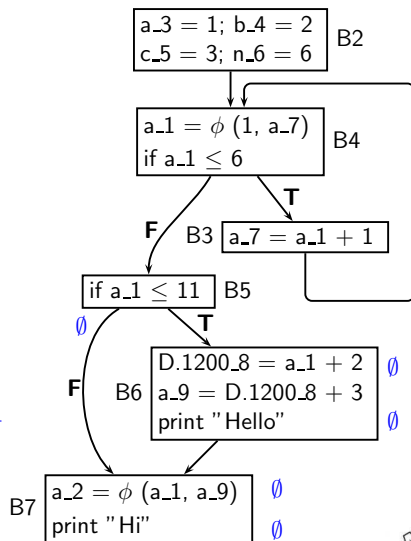 a_3 = 1; b_4 = 2
c_5 = 3; n_6 = 6
B2
a_1 = ϕ (1, a_7)
if a_1 ≤ 6
B4
F
T
B3
a_7 = a_1 + 1
if a_1 ≤ 11
B5
∅
T
F
B6
D.1200_8 = a_1 + 2
∅
a_9 = D.1200_8 + 3
print "Hello"
∅
B7
a_2 = ϕ (a_1, a_9)
∅
print "Hi"
∅